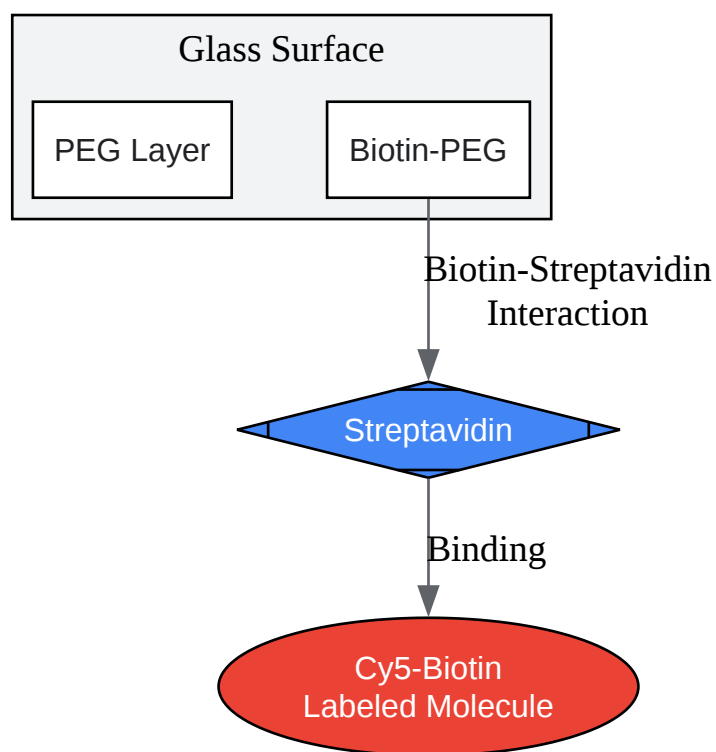 Glass Surface
PEG Layer
Biotin-PEG
Biotin-Streptavidin
Interaction
Streptavidin
Binding
Cy5-Biotin
Labeled Molecule